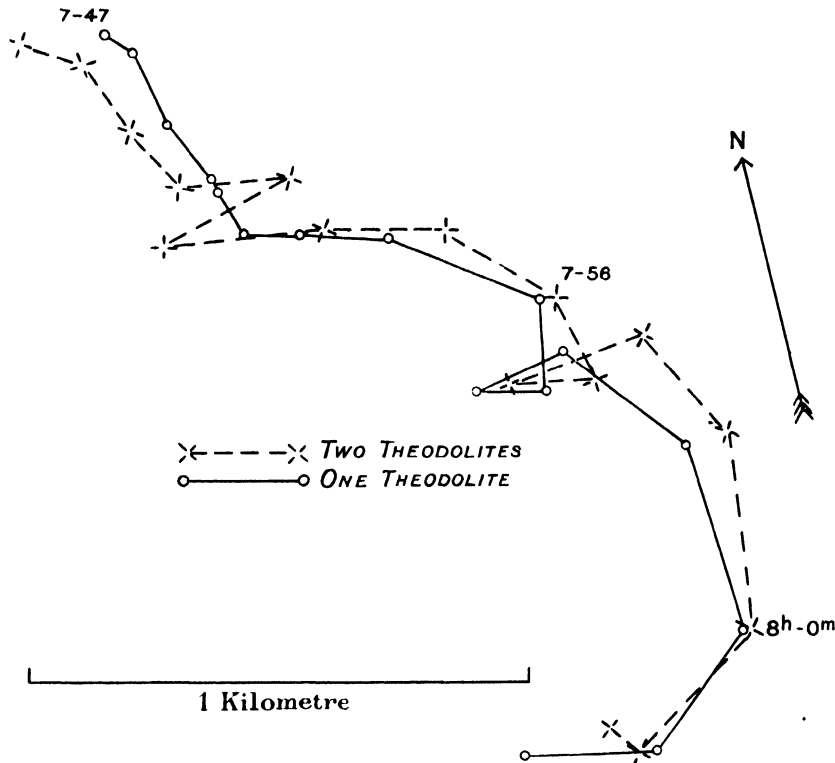 7-47
N
7-56
TWO THEODOLITES
ONE THEODOLITE
8h-0m
1 Kilometre